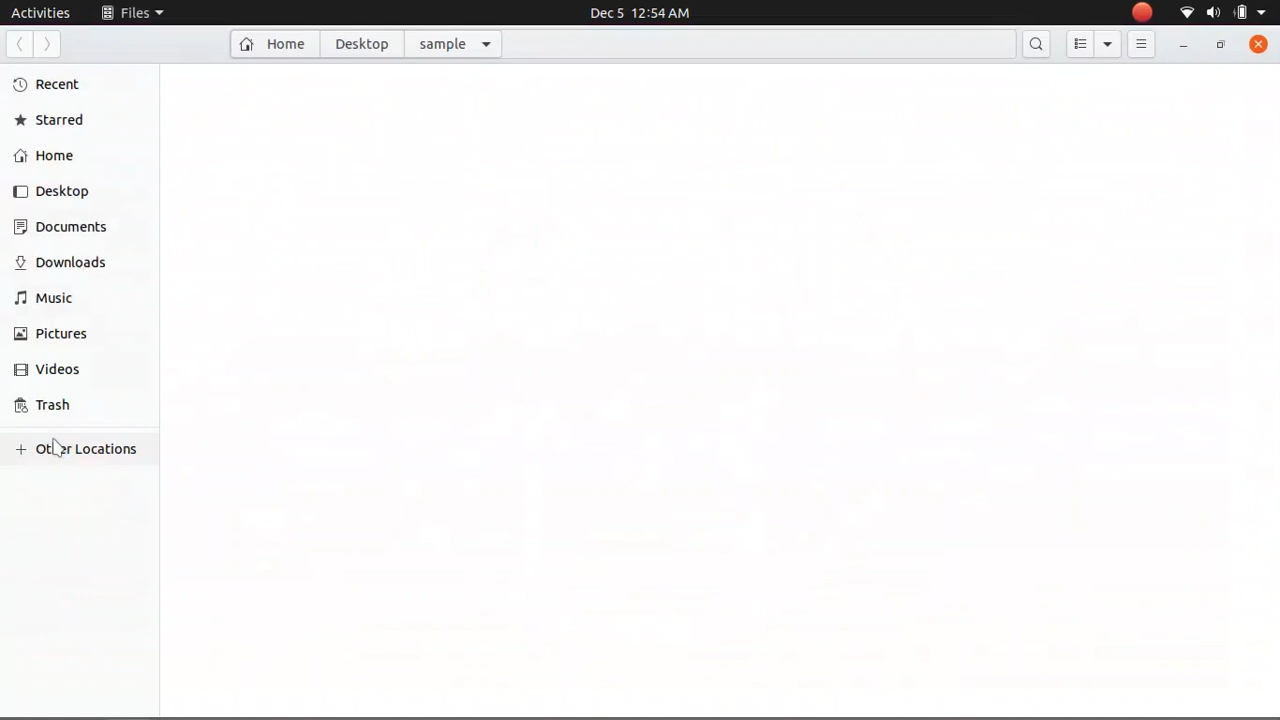 Activities Files Dec 5 12:54 AM
Home Desktop sample
Recent
Starred
Home
Desktop
Documents
Downloads
Music
Pictures
Videos
Trash
Other Locations